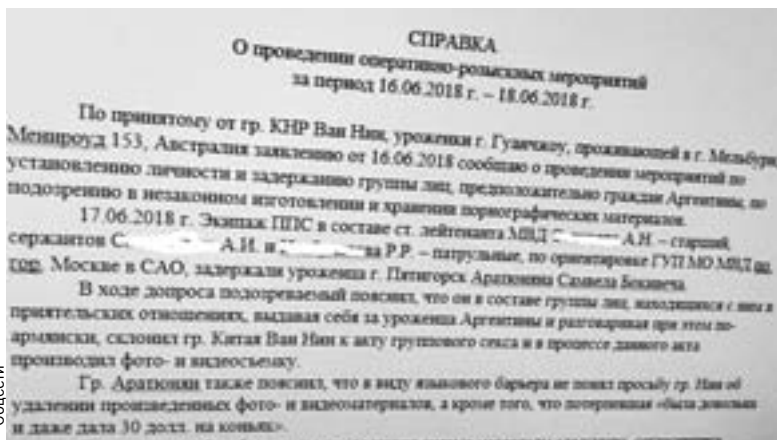 СПРАВКА
О проведении оперативно-розыскных мероприятий
за период 16.06.2018 г. – 18.06.2018 г.
По принятому от гр. КНР Ван Нин, уроженки г. Гуанчжоу, проживающей в г. Мельбурн
Менироуд 153, Австралия заявлению от 16.06.2018 сообщаю о проведении мероприятий по
установлению личности и задержанию группы лиц, предположительно граждан Аргентины, по
подозрению в незаконном изготовлении и хранении порнографических материалов.
17.06.2018 г. Экипаж ППС в составе ст. лейтенанта МВД А.Н. – старший,
сержантов С. А.И. и ва Р.Р. – патрульные, по ориентировке ГУП МО МВД по
гор. Москве в САО, задержали уроженца г. Пятигорск Аратюняна Самвела
В ходе допроса подозреваемый пояснил, что он в составе группы лиц, находящихся с ним в
приятельских отношениях, выдавая себя за уроженца Аргентины и разговаривая при этом по-
армянски, склонил гр. Китая Ван Нин к акту группового секса и в процессе данного акта
производил фото- и видеосъемку.
Гр. Аратюнян также пояснил, что в виду языкового барьера не понял просьбу гр. Нин об
удалении произведенных фото- и видеоматериалов, а кроме того, что потерпевшая «была довольна
и даже дала 30 долл. на коньяк».